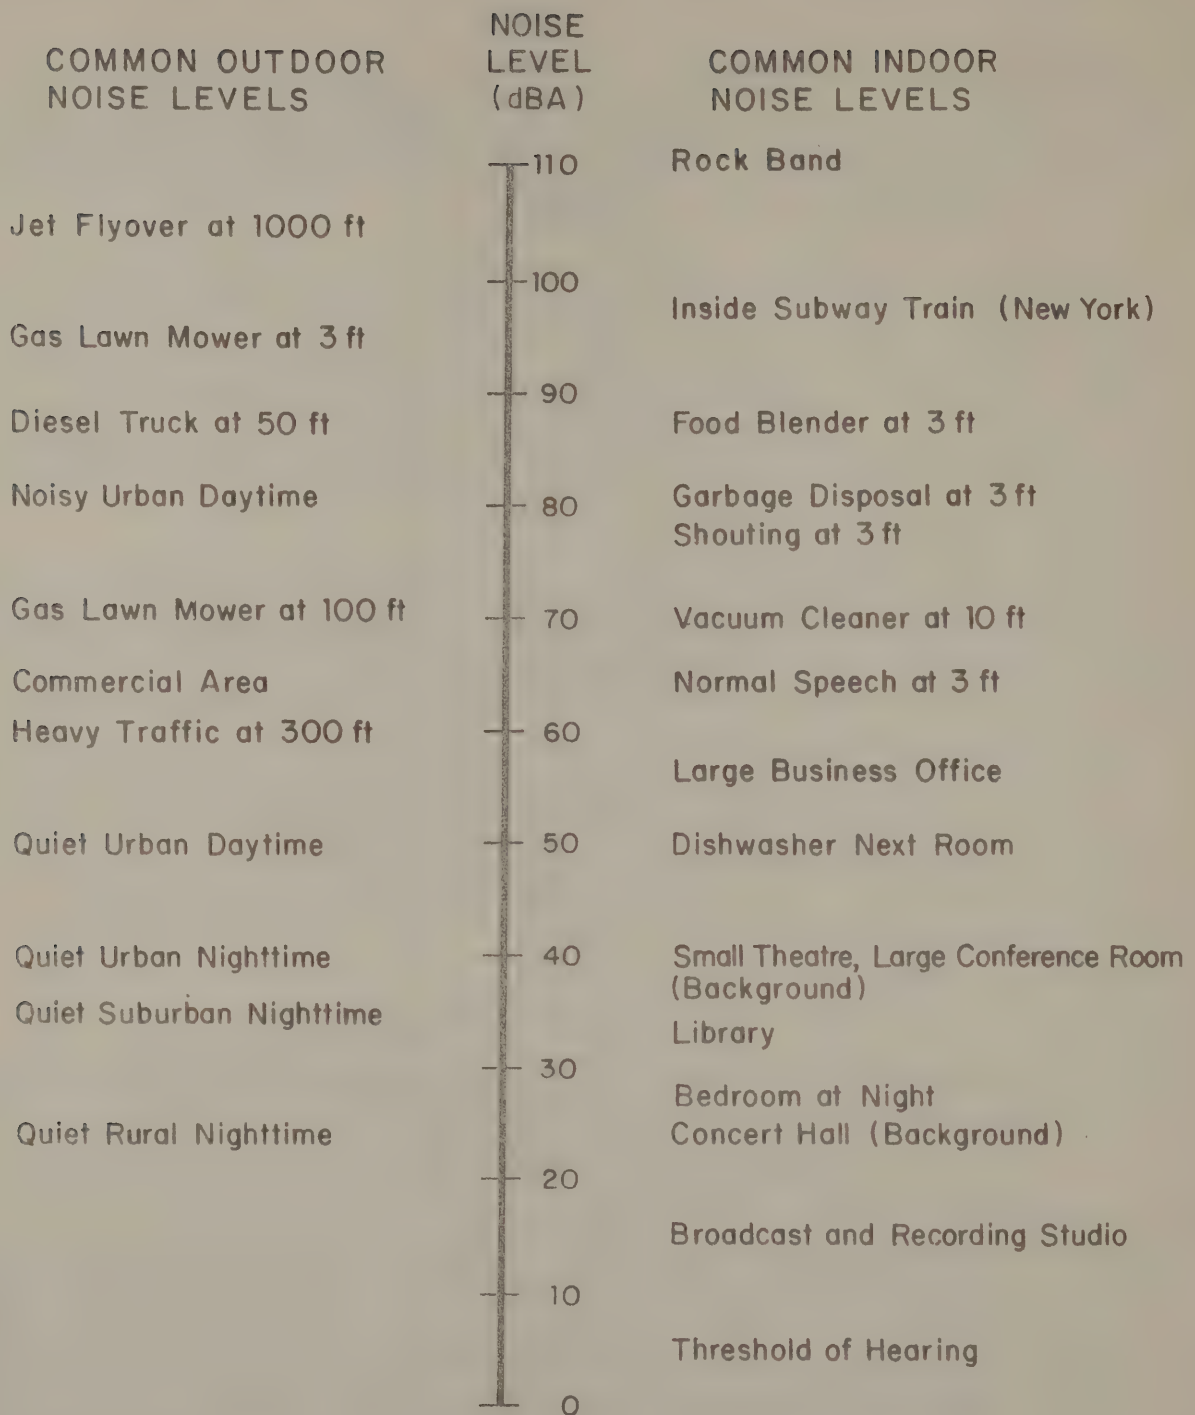 COMMON OUTDOOR
NOISE LEVELS
NOISE
LEVEL
(dBA)
COMMON INDOOR
NOISE LEVELS
110
Rock Band
Jet Flyover at 1000 ft
100
Inside Subway Train (New York)
Gas Lawn Mower at 3 ft
90
Diesel Truck at 50 ft
Food Blender at 3 ft
Noisy Urban Daytime
80
Garbage Disposal at 3 ft
Shouting at 3 ft
Gas Lawn Mower at 100 ft
70
Vacuum Cleaner at 10 ft
Commercial Area
Normal Speech at 3 ft
Heavy Traffic at 300 ft
60
Large Business Office
Quiet Urban Daytime
50
Dishwasher Next Room
Quiet Urban Nighttime
40
Small Theatre, Large Conference Room
(Background)
Quiet Suburban Nighttime
Library
30
Bedroom at Night
Quiet Rural Nighttime
Concert Hall (Background)
20
Broadcast and Recording Studio
10
Threshold of Hearing
0